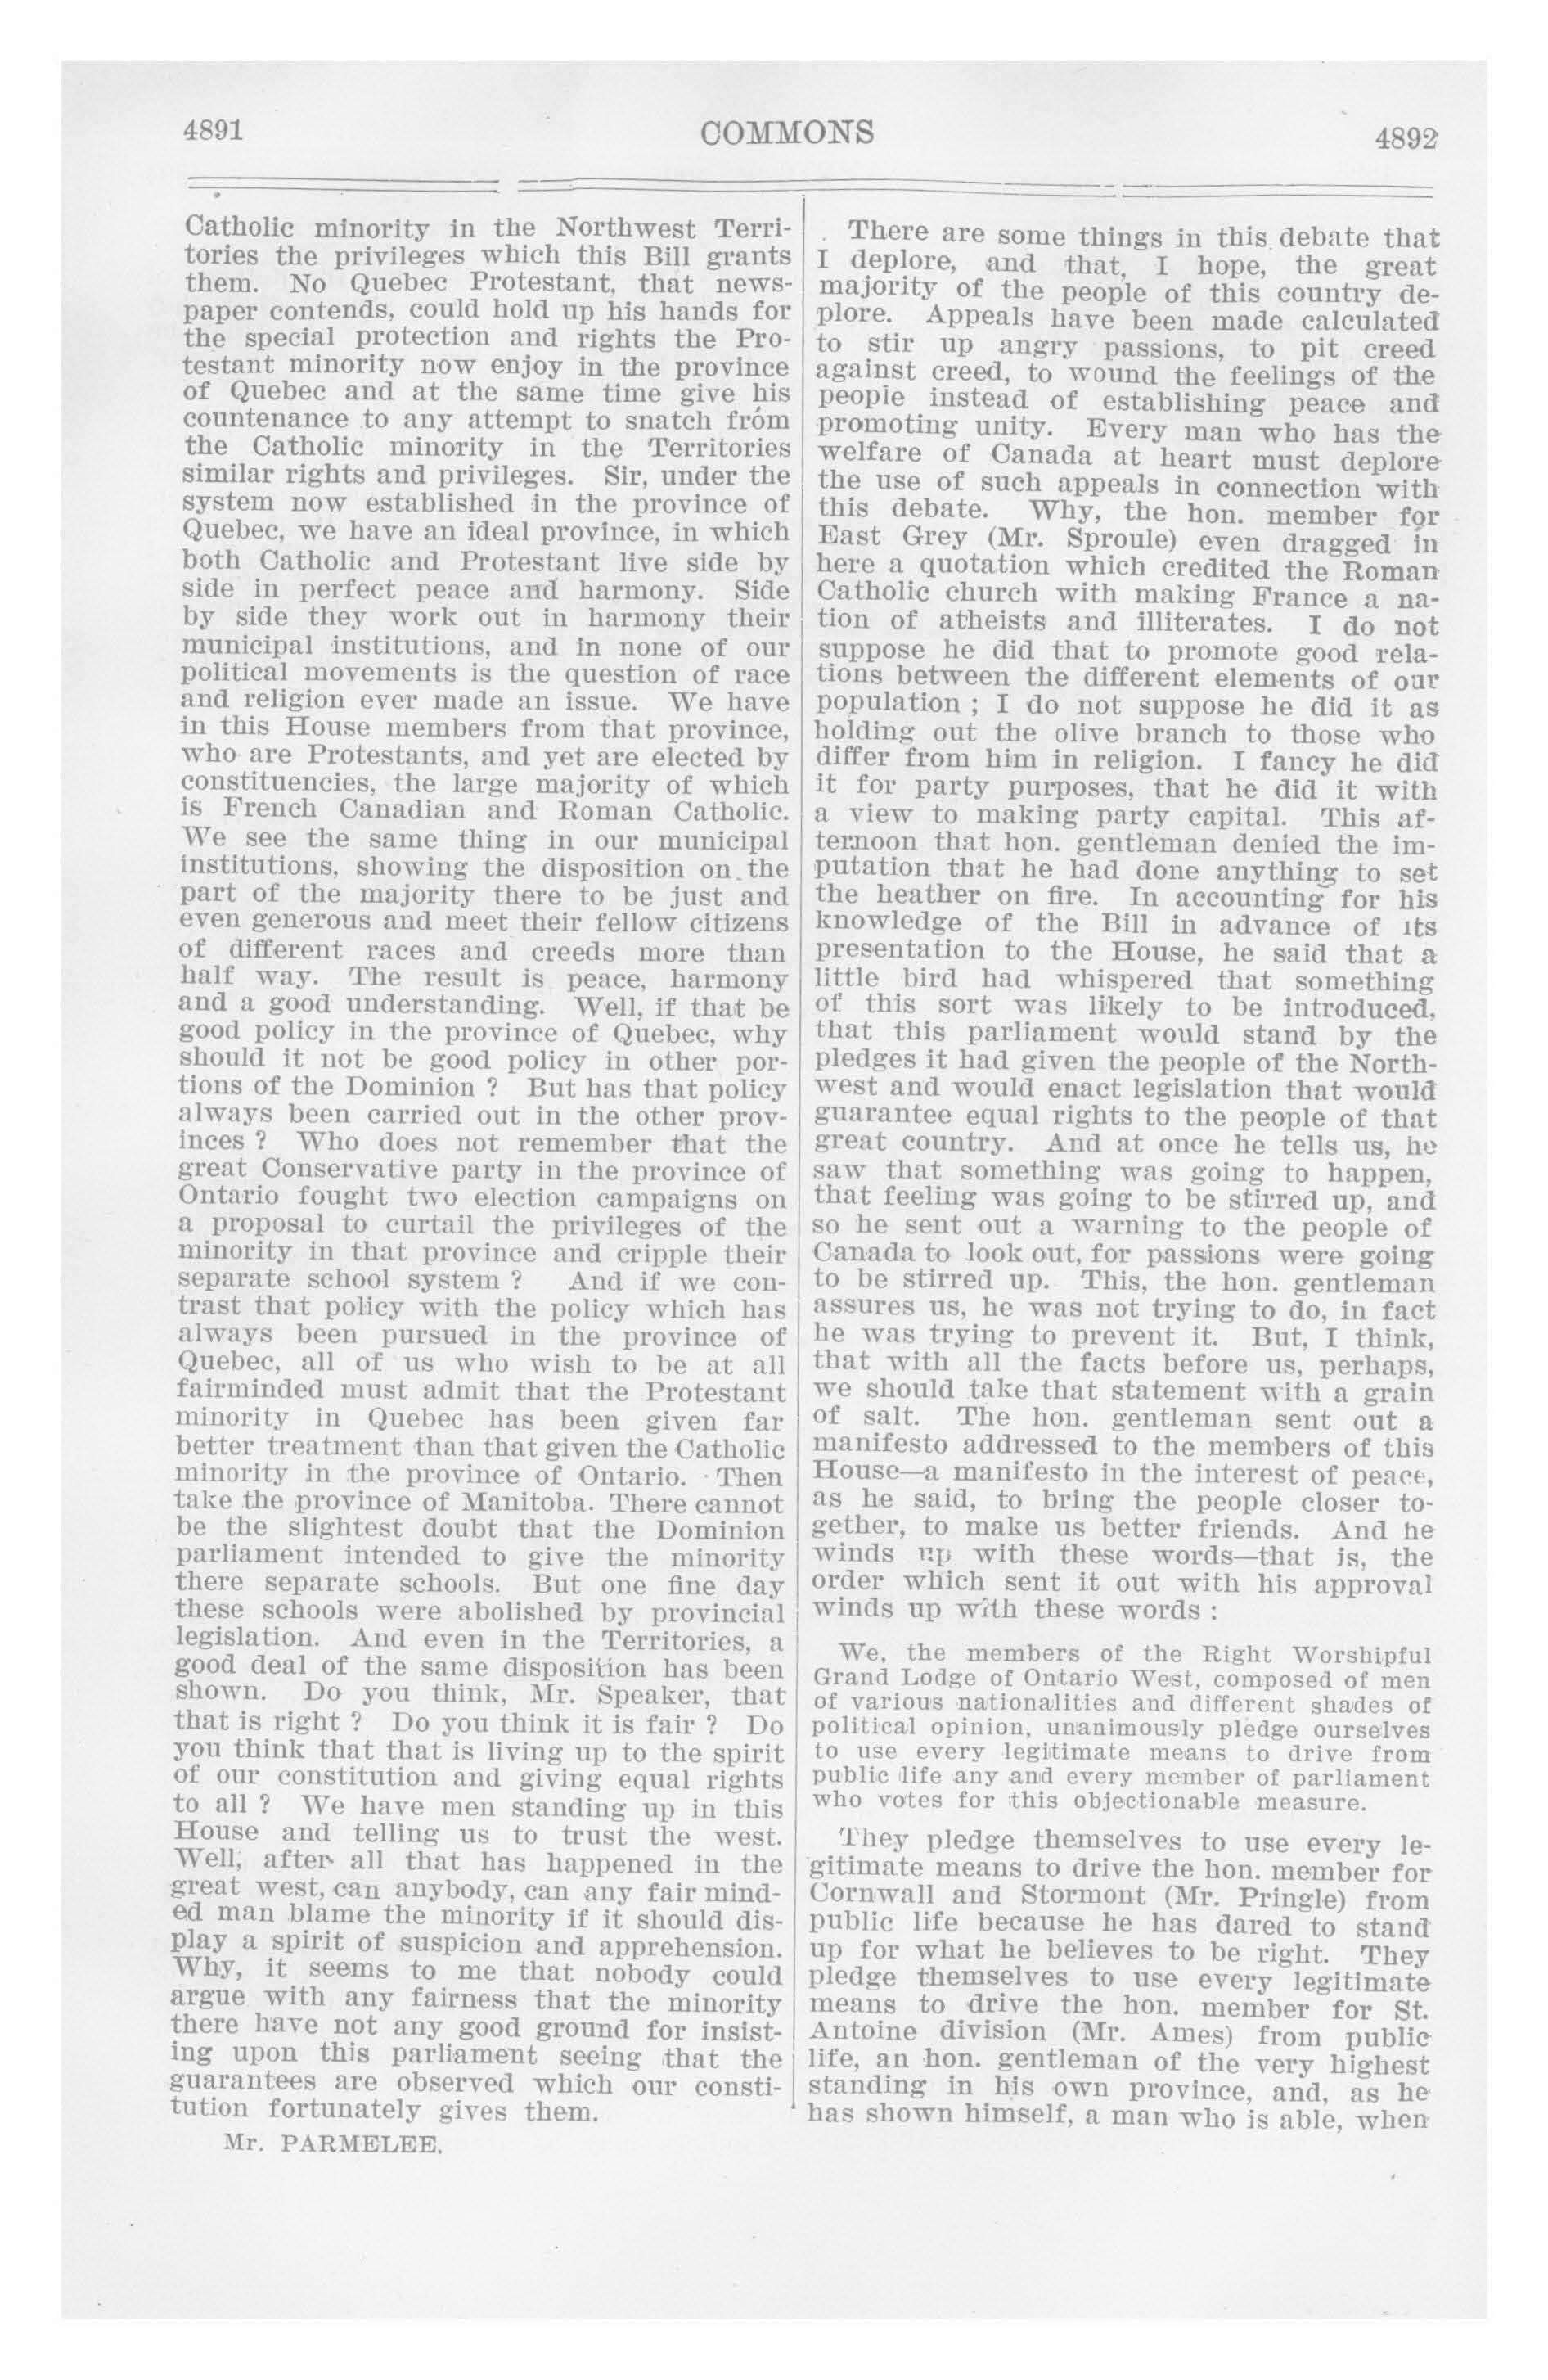 4891
COMMONS
4892
Catholic minority in the Northwest Terri-
tories the privileges which this Bill grants
them. No Quebec Protestant, that news-
paper contends, could hold up his hands for
the special protection and rights the Pro-
testant minority now enjoy in the province
of Quebec and at the same time give his
countenance to any attempt to snatch from
the Catholic minority in the Territories
similar rights and privileges. Sir, under the
system now established in the province of
Quebec, we have an ideal province, in which
both Catholic and Protestant live side by
side in perfect peace and harmony. Side
by side they work out in harmony their
municipal institutions, and in none of our
political movements is the question of race
and religion ever made an issue. We have
in this House members from that province,
who are Protestants, and yet are elected by
constituencies, the large majority of which
is French Canadian and Roman Catholic.
We see the same thing in our municipal
institutions, showing the disposition on the
part of the majority there to be just and
even generous and meet their fellow citizens
of different races and creeds more than
half way. The result is peace, harmony
and a good understanding. Well, if that be
good policy in the province of Quebec, why
should it not be good policy in other por-
tions of the Dominion ? But has that policy
always been carried out in the other prov-
inces ? Who does not remember that the
great Conservative party in the province of
Ontario fought two election campaigns on
a proposal to curtail the privileges of the
minority in that province and cripple their
separate school system ? And if we con-
trast that policy with the policy which has
always been pursued in the province of
Quebec, all of us who wish to be at all
fairminded must admit that the Protestant
minority in Quebec has been given far
better treatment than that given the Catholic
minority in the province of Ontario. Then
take the province of Manitoba. There cannot
be the slightest doubt that the Dominion
parliament intended to give the minority
there separate schools. But one fine day
these schools were abolished by provincial
legislation. And even in the Territories, a
good deal of the same disposition has been
shown. Do you think, Mr. Speaker, that
that is right ? Do you think it is fair ? Do
you think that that is living up to the spirit
of our constitution and giving equal rights
to all ? We have men standing up in this
House and telling us to trust the west.
Well, after all that has happened in the
great west, can anybody, can any fair mind-
ed man blame the minority if it should dis-
play a spirit of suspicion and apprehension.
Why, it seems to me that nobody could
argue with any fairness that the minority
there have not any good ground for insist-
ing upon this parliament seeing that the
guarantees are observed which our consti-
tution fortunately gives them.
Mr. PARMELEE.
There are some things in this debate that
I deplore, and that, I hope, the great
majority of the people of this country de-
plore. Appeals have been made calculated
to stir up angry passions, to pit creed
against creed, to wound the feelings of the
people instead of establishing peace and
promoting unity. Every man who has the
welfare of Canada at heart must deplore
the use of such appeals in connection with
this debate. Why, the hon. member for
East Grey (Mr. Sproule) even dragged in
here a quotation which credited the Roman
Catholic church with making France a na-
tion of atheists and illiterates. I do not
suppose he did that to promote good rela-
tions between the different elements of our
population ; I do not suppose he did it as
holding out the olive branch to those who
differ from him in religion. I fancy he did
it for party purposes, that he did it with
a view to making party capital. This af-
ternoon that hon. gentleman denied the im-
putation that he had done anything to set
the heather on fire. In accounting for his
knowledge of the Bill in advance of its
presentation to the House, he said that a
little bird had whispered that something
of this sort was likely to be introduced,
that this parliament would stand by the
pledges it had given the people of the North-
west and would enact legislation that would
guarantee equal rights to the people of that
great country. And at once he tells us, he
saw that something was going to happen,
that feeling was going to be stirred up, and
so he sent out a warning to the people of
Canada to look out, for passions were going
to be stirred up. This, the hon. gentleman
assures us, he was not trying to do, in fact
he was trying to prevent it. But, I think,
that with all the facts before us, perhaps,
we should take that statement with a grain
of salt. The hon. gentleman sent out a
manifesto addressed to the members of this
House—a manifesto in the interest of peace,
as he said, to bring the people closer to-
gether, to make us better friends. And he
winds up with these words—that is, the
order which sent it out with his approval
winds up with these words :
We, the members of the Right Worshipful
Grand Lodge of Ontario West, composed of men
of various nationalities and different shades of
political opinion, unanimously pledge ourselves
to use every legitimate means to drive from
public life any and every member of parliament
who votes for this objectionable measure.
They pledge themselves to use every le-
gitimate means to drive the hon. member for
Cornwall and Stormont (Mr. Pringle) from
public life because he has dared to stand
up for what he believes to be right. They
pledge themselves to use every legitimate
means to drive the hon. member for St.
Antoine division (Mr. Ames) from public
life, an hon. gentleman of the very highest
standing in his own province, and, as he
has shown himself, a man who is able, when